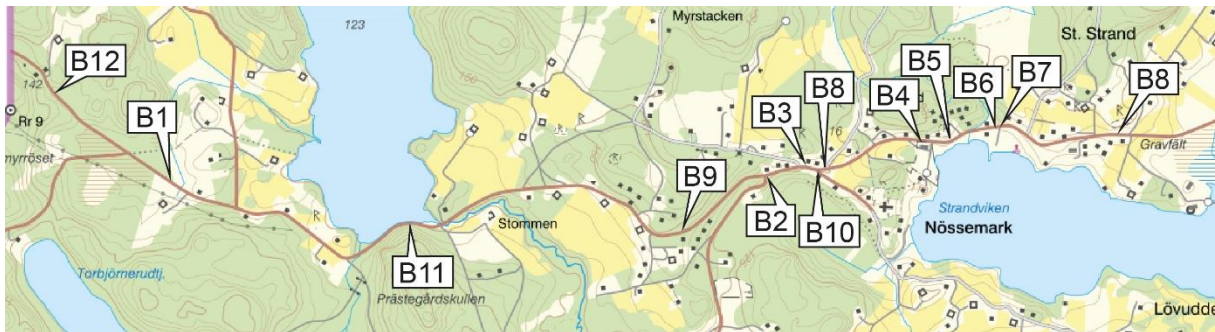 123
Myrstacken
St. Strand
142
B12
B1
Rr 9
myrröset
B3
B8
16
B4
B5
B6
B7
B8
Gravfält
B9
B2
B10
Strandviken
Nössemark
Stommen
B11
Prästegårdskullen
Torbjörnerudtj.
Lövudde